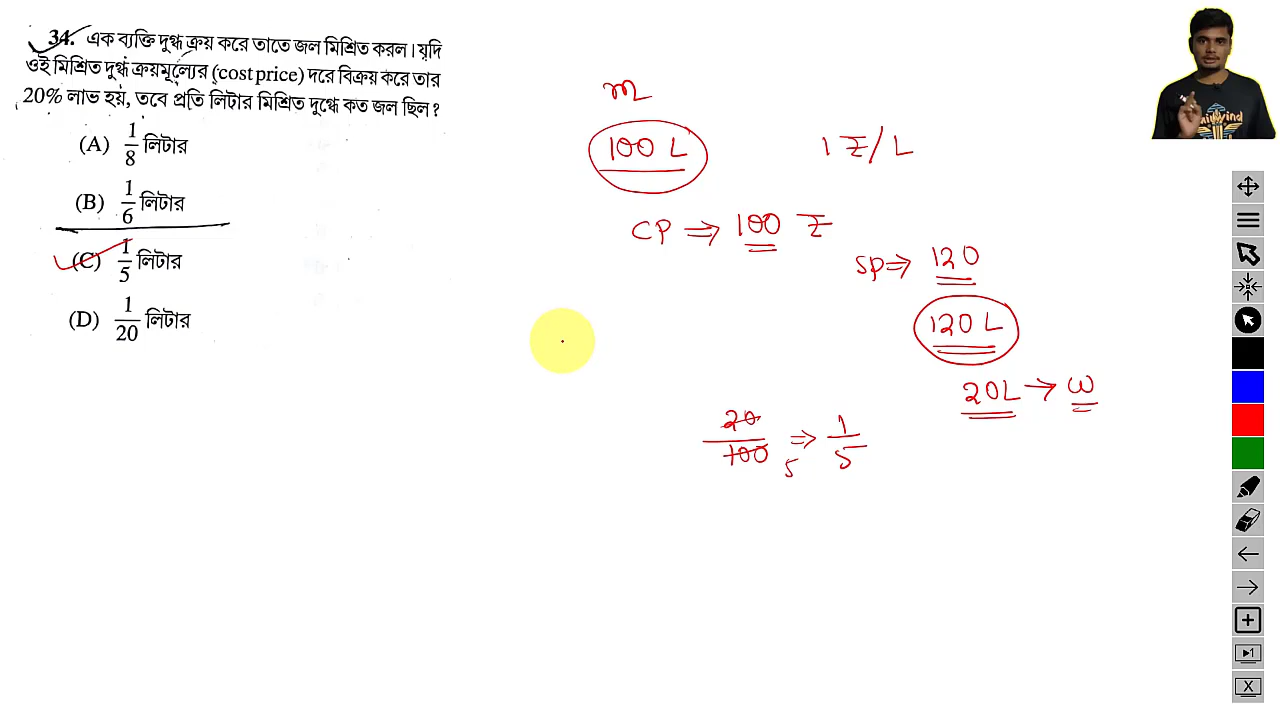 34. এক ব্যক্তি দুগ্ধ ক্রয় করে তাতে জল মিশ্রিত করল। যদি
ওই মিশ্রিত দুগ্ধ ক্রয়মূল্যের (cost price) দরে বিক্রয় করে তার
20% লাভ হয়, তবে প্রতি লিটার মিশ্রিত দুগ্ধে কত জল ছিল ?
(A) 1/8 লিটার
(B) 1/6 লিটার
(C) 1/5 লিটার
(D) 1/20 লিটার
m
100 L
1 ₹/L
CP ⇒ 100 ₹
SP ⇒ 120
120 L
20L → W
20/100 5 ⇒ 1/5